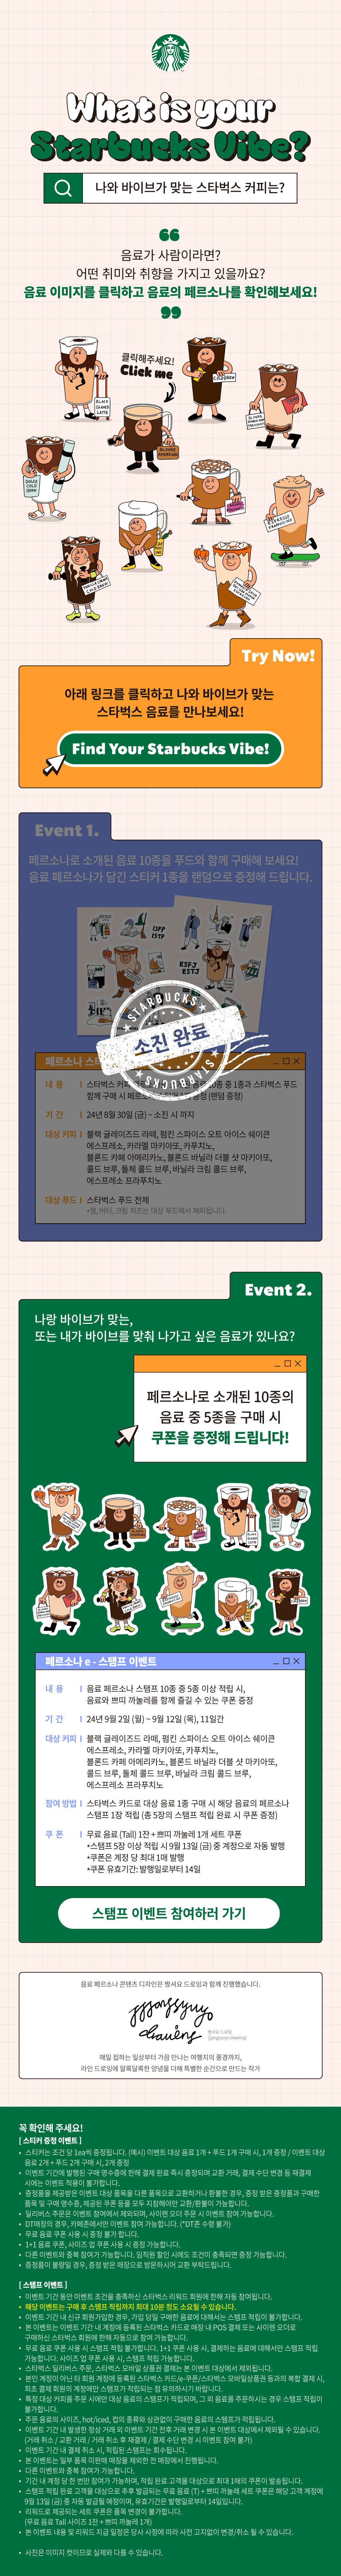 What is your
Starbucks Vibe?
나와 바이브가 맞는 스타벅스 커피는?
음료가 사람이라면?
어떤 취미와 취향을 가지고 있을까요?
음료 이미지를 클릭하고 음료의 페르소나를 확인해보세요!
클릭해주세요!
Click me
BLACK
GLAZED
LATTE
COLD BREW
BLONDE
AMERICANO
DOLCE
COLD
BREW
ESPRESSO
FRAPPUCCINO
VANILLA CREAM
COLD BREW
Try Now!
아래 링크를 클릭하고 나와 바이브가 맞는
스타벅스 음료를 만나보세요!
Find Your Starbucks Vibe!
Event 1.
페르소나로 소개된 음료 10종을 푸드와 함께 구매해 보세요!
음료 페르소나가 담긴 스티커 1종을 랜덤으로 증정해 드립니다.
ISFP
ISTP
ESFJ
ESTJ
STARBUCKS
소진 완료
STARBUCKS
페르소나 스
내 용 스타벅스 커 10종 중 1종과 스타벅스 푸드
함께 구매 시 페르소 증정 (랜덤 증정)
기 간 24년 8월 30일 (금) ~ 소진 시 까지
대상 커피 블랙 글레이즈드 라떼, 펌킨 스파이스 오트 아이스 쉐이큰
에스프레소, 카라멜 마키아또, 카푸치노,
블론드 카페 아메리카노, 블론드 바닐라 더블 샷 마키아또,
콜드 브루, 돌체 콜드 브루, 바닐라 크림 콜드 브루,
에스프레소 프라푸치노
대상 푸드 스타벅스 푸드 전체
*잼, 버터, 크림 치즈는 대상 푸드에서 제외됩니다.
Event 2.
나랑 바이브가 맞는,
또는 내가 바이브를 맞춰 나가고 싶은 음료가 있나요?
페르소나로 소개된 10종의
음료 중 5종을 구매 시
쿠폰을 증정해 드립니다!
페르소나 e - 스탬프 이벤트
내 용 음료 페르소나 스탬프 10종 중 5종 이상 적립 시,
음료와 쁘띠 까눌레를 함께 즐길 수 있는 쿠폰 증정
기 간 24년 9월 2일 (월) ~ 9월 12일 (목), 11일간
대상 커피 블랙 글레이즈드 라떼, 펌킨 스파이스 오트 아이스 쉐이큰
에스프레소, 카라멜 마키아또, 카푸치노,
블론드 카페 아메리카노, 블론드 바닐라 더블 샷 마키아또,
콜드 브루, 돌체 콜드 브루, 바닐라 크림 콜드 브루,
에스프레소 프라푸치노
참여 방법 스타벅스 카드로 대상 음료 1종 구매 시 해당 음료의 페르소나
스탬프 1장 적립 (총 5장의 스탬프 적립 완료 시 쿠폰 증정)
쿠 폰 무료 음료 (Tall) 1잔 + 쁘띠 까눌레 1개 세트 쿠폰
*스탬프 5장 이상 적립 시 9월 13일 (금) 중 계정으로 자동 발행
*쿠폰은 계정 당 최대 1매 발행
*쿠폰 유효기간: 발행일로부터 14일
스탬프 이벤트 참여하러 가기
음료 페르소나 콘텐츠 디자인은 짱셔요 드로잉과 함께 진행했습니다.
매일 접하는 일상부터 가끔 만나는 여행지의 풍경까지,
라인 드로잉에 알록달록한 양념을 더해 특별한 순간으로 만드는 작가
꼭 확인해 주세요!
[ 스티커 증정 이벤트 ]
• 스티커는 조건 당 1ea씩 증정됩니다. (예시) 이벤트 대상 음료 1개 + 푸드 1개 구매 시, 1개 증정 / 이벤트 대상
음료 2개 + 푸드 2개 구매 시, 2개 증정
• 이벤트 기간에 발행된 구매 영수증에 한해 결제 완료 즉시 증정되며 교환 거래, 결제 수단 변경 등 재결제
시에는 이벤트 적용이 불가합니다.
• 증정품을 제공받은 이벤트 대상 품목을 다른 품목으로 교환하거나 환불한 경우, 증정 받은 증정품과 구매한
품목 및 구매 영수증, 제공된 쿠폰 등을 모두 지참해야만 교환/환불이 가능합니다.
• 딜리버스 주문은 이벤트 참여에서 제외되며, 사이렌 오더 주문 시 이벤트 참여 가능합니다.
• DT매장의 경우, 카페존에서만 이벤트 참여 가능합니다. (*DT존 수령 불가)
• 무료 음료 쿠폰 사용 시 증정 불가 합니다.
• 1+1 음료 쿠폰, 사이즈 업 쿠폰 사용 시 증정 가능합니다.
• 다른 이벤트와 중복 참여가 가능합니다. 임직원 할인 시에도 조건이 충족되면 증정 가능합니다.
• 증정품이 불량일 경우, 증정 받은 매장으로 방문하시어 교환 부탁드립니다.
[ 스탬프 이벤트 ]
• 이벤트 기간 동안 이벤트 조건을 충족하신 스타벅스 리워드 회원에 한해 자동 참여됩니다.
• 해당 이벤트는 구매 후 스탬프 적립까지 최대 10분 정도 소요될 수 있습니다.
• 이벤트 기간 내 신규 회원가입한 경우, 가입 당일 구매한 음료에 대해서는 스탬프 적립이 불가합니다.
• 본 이벤트는 이벤트 기간 내 계정에 등록된 스타벅스 카드로 매장 내 POS 결제 또는 사이렌 오더로
구매하신 스타벅스 회원에 한해 자동으로 참여 가능합니다.
• 무료 음료 쿠폰 사용 시 스탬프 적립 불가합니다. 1+1 쿠폰 사용 시, 결제하는 음료에 대해서만 스탬프 적립
가능합니다. 사이즈 업 쿠폰 사용 시, 스탬프 적립 가능합니다.
• 스타벅스 딜리버스 주문, 스타벅스 모바일 상품권 결제는 본 이벤트 대상에서 제외됩니다.
• 본인 계정이 아닌 타 회원 계정에 등록된 스타벅스 카드/e-쿠폰/스타벅스 모바일상품권 등과의 복합 결제 시,
최초 결제 회원의 계정에만 스탬프가 적립되는 점 유의하시기 바랍니다.
• 특정 대상 커피를 주문 시에만 대상 음료의 스탬프가 적립되며, 그 외 음료를 주문하시는 경우 스탬프 적립이
불가합니다.
• 주문 음료의 사이즈, hot/iced, 컵의 종류와 상관없이 구매한 음료의 스탬프가 적립됩니다.
• 이벤트 기간 내 발생한 정상 거래 외 이벤트 기간 전후 거래 변경 시 본 이벤트 대상에서 제외될 수 있습니다.
(거래 취소 / 교환 거래 / 거래 취소 후 재결제 / 결제 수단 변경 시 이벤트 참여 불가)
• 이벤트 기간 내 결제 취소 시, 적립된 스탬프는 회수됩니다.
• 본 이벤트는 일부 품목 미판매 매장을 제외한 전 매장에서 진행됩니다.
• 다른 이벤트와 중복 참여가 가능합니다.
• 기간 내 계정 당 한 번만 참여가 가능하며, 적립 완료 고객을 대상으로 최대 1매의 쿠폰이 발송됩니다.
• 스탬프 적립 완료 고객을 대상으로 추후 발급되는 무료 음료 (T) + 쁘띠 까눌레 세트 쿠폰은 해당 고객 계정에
9월 13일 (금) 중 자동 발급될 예정이며, 유효기간은 발행일로부터 14일입니다.
• 리워드로 제공되는 세트 쿠폰은 품목 변경이 불가합니다.
(무료 음료 Tall 사이즈 1잔 + 쁘띠 까눌레 1개)
• 본 이벤트 내용 및 리워드 지급 일정은 당사 사정에 따라 사전 고지없이 변경/취소 될 수 있습니다.
• 사진은 이미지 컷이므로 실제와 다를 수 있습니다.